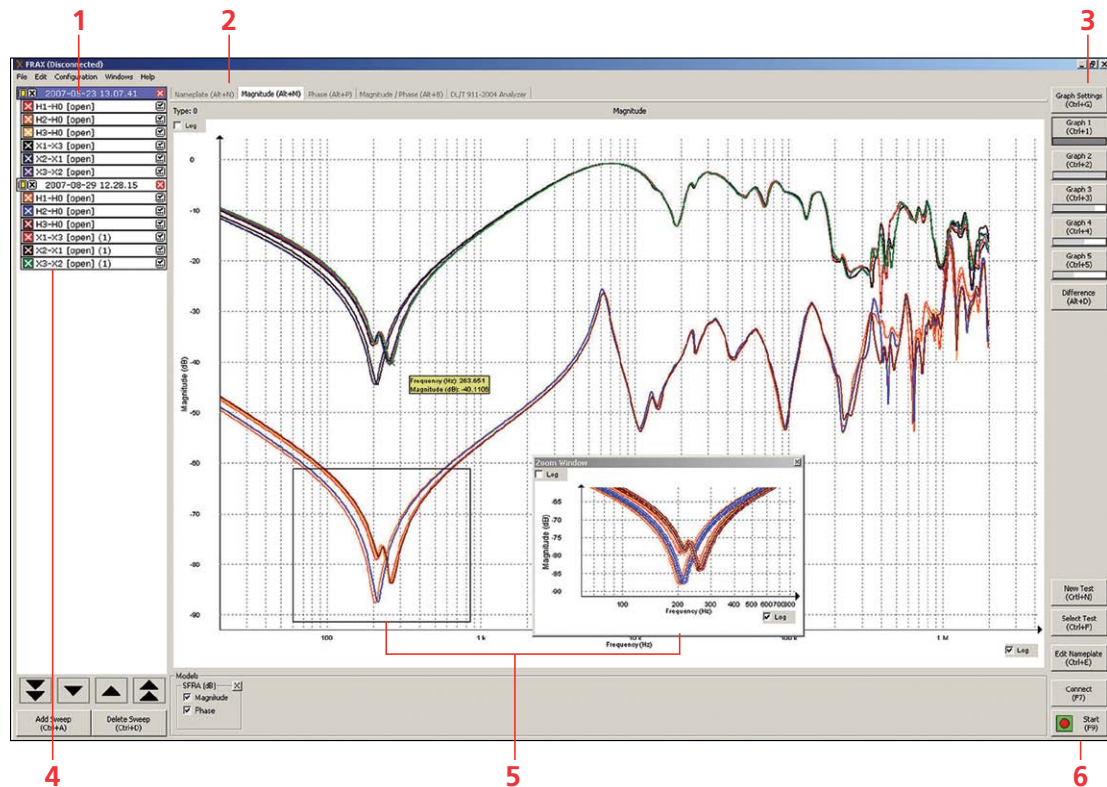 1
2
3
FRAX (Disconnected)
File Edit Configuration Windows Help
2007-05-23 13.07.41
H1-H0 [open]
H2-H0 [open]
H3-H0 [open]
X1-X3 [open]
X2-X1 [open]
X3-X2 [open]
2007-08-29 12.28.15
H1-H0 [open]
H2-H0 [open]
H3-H0 [open]
X1-X3 [open] (1)
X2-X1 [open] (1)
X3-X2 [open] (1)
Add Sweep
(Ctrl+A)
Delete Sweep
(Ctrl+D)
Nameplate (Alt+N) Magnitude (Alt+M) Phase (Alt+P) Magnitude / Phase (Alt+B) DL/T 911-2004 Analyzer
Type: 0
Magnitude
Log
Magnitude (dB)
0
-10
-20
-30
-40
-50
-60
-70
-80
-90
Frequency (Hz): 263.651
Magnitude (dB): -40.1105
Zoom Window
Log
Magnitude (dB)
-65
-70
-75
-80
-85
-90
100 200 300 400 500 600 700 800
Frequency (Hz)
Log
100 1 k 10 k 100 k 1 M
Frequency (Hz)
Log
Models
SFRA (dB)
Magnitude
Phase
Graph Settings
(Ctrl+G)
Graph 1
(Ctrl+1)
Graph 2
(Ctrl+2)
Graph 3
(Ctrl+3)
Graph 4
(Ctrl+4)
Graph 5
(Ctrl+5)
Difference
(Alt+D)
New Test
(Ctrl+N)
Select Test
(Ctrl+F)
Edit Nameplate
(Ctrl+E)
Connect
(F7)
Start
(F9)
4
5
6